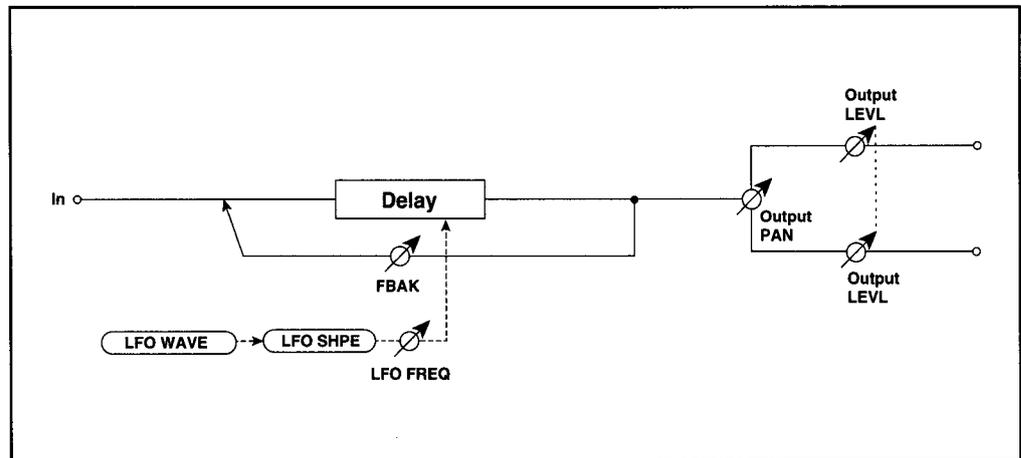 Output
LEVL
In
Delay
Output
PAN
FBAK
Output
LEVL
LFO WAVE
LFO SHPE
LFO FREQ